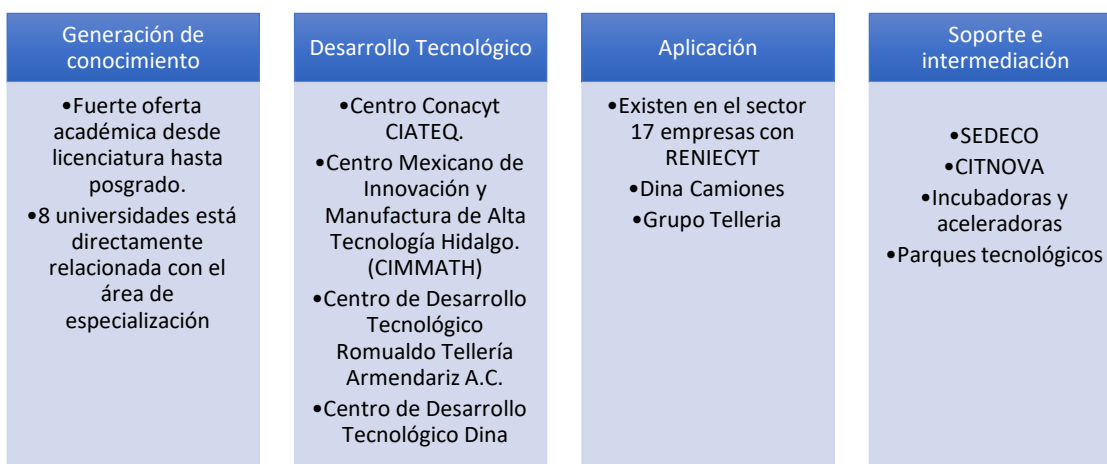 Generación de
conocimiento
•Fuerte oferta
académica desde
licenciatura hasta
posgrado.
•8 universidades está
directamente
relacionada con el
área de
especialización
Desarrollo Tecnológico
•Centro Conacyt
CIATEQ.
•Centro Mexicano de
Innovación y
Manufactura de Alta
Tecnología Hidalgo.
(CIMMATH)
•Centro de Desarrollo
Tecnológico
Romualdo Tellería
Armendariz A.C.
•Centro de Desarrollo
Tecnológico Dina
Aplicación
•Existen en el sector
17 empresas con
RENIECYT
•Dina Camiones
•Grupo Telleria
Soporte e
intermediación
•SEDECO
•CITNOVA
•Incubadoras y
aceleradoras
•Parques tecnológicos